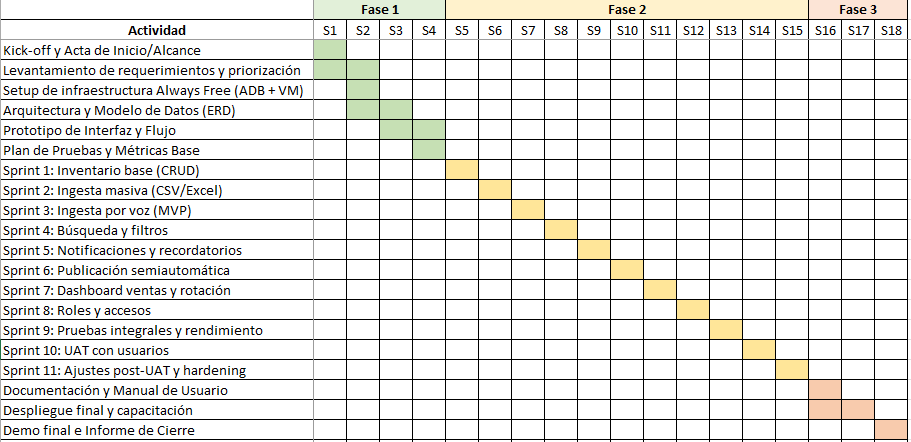 Fase 1 Fase 2 Fase 3
Actividad S1 S2 S3 S4 S5 S6 S7 S8 S9 S10 S11 S12 S13 S14 S15 S16 S17 S18
Kick-off y Acta de Inicio/Alcance
Levantamiento de requerimientos y priorización
Setup de infraestructura Always Free (ADB + VM)
Arquitectura y Modelo de Datos (ERD)
Prototipo de Interfaz y Flujo
Plan de Pruebas y Métricas Base
Sprint 1: Inventario base (CRUD)
Sprint 2: Ingesta masiva (CSV/Excel)
Sprint 3: Ingesta por voz (MVP)
Sprint 4: Búsqueda y filtros
Sprint 5: Notificaciones y recordatorios
Sprint 6: Publicación semiautomática
Sprint 7: Dashboard ventas y rotación
Sprint 8: Roles y accesos
Sprint 9: Pruebas integrales y rendimiento
Sprint 10: UAT con usuarios
Sprint 11: Ajustes post-UAT y hardening
Documentación y Manual de Usuario
Despliegue final y capacitación
Demo final e Informe de Cierre